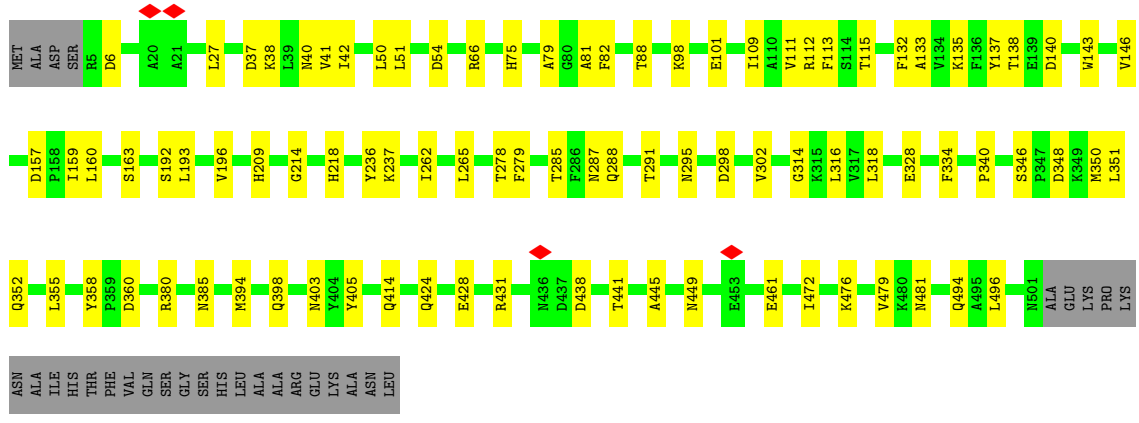 MET ALA ASP SER R5 D6 A20 A21 L27 D37 K38 L39 N40 V41 I42 L50 L51 D54 R66 H75 A79 G80 A81 F82 T88 K98 E101 I109 A110 V111 R112 F113 S114 T115 F132 A133 V134 K135 F136 Y137 T138 E139 D140 W143 V146
D157 P158 I159 L160 S163 S192 L193 V196 H209 G214 H218 Y236 K237 I262 L265 T278 F279 T285 F286 N287 Q288 T291 N295 D298 V302 G314 K315 L316 V317 L318 E328 F334 P340 S346 P347 D348 K349 M350 L351
Q352 L355 Y358 P359 D360 R380 N385 M394 Q398 N403 Y404 Y405 Q414 Q424 E428 R431 N436 D437 D438 T441 A445 N449 E453 E461 I472 K476 V479 K480 N481 Q494 A495 L496 N501 ALA GLU LYS PRO LYS
ASN ALA ILE HIS THR PHE VAL GLN SER GLY SER HIS LEU ALA ALA ARG GLU LYS ALA ASN LEU